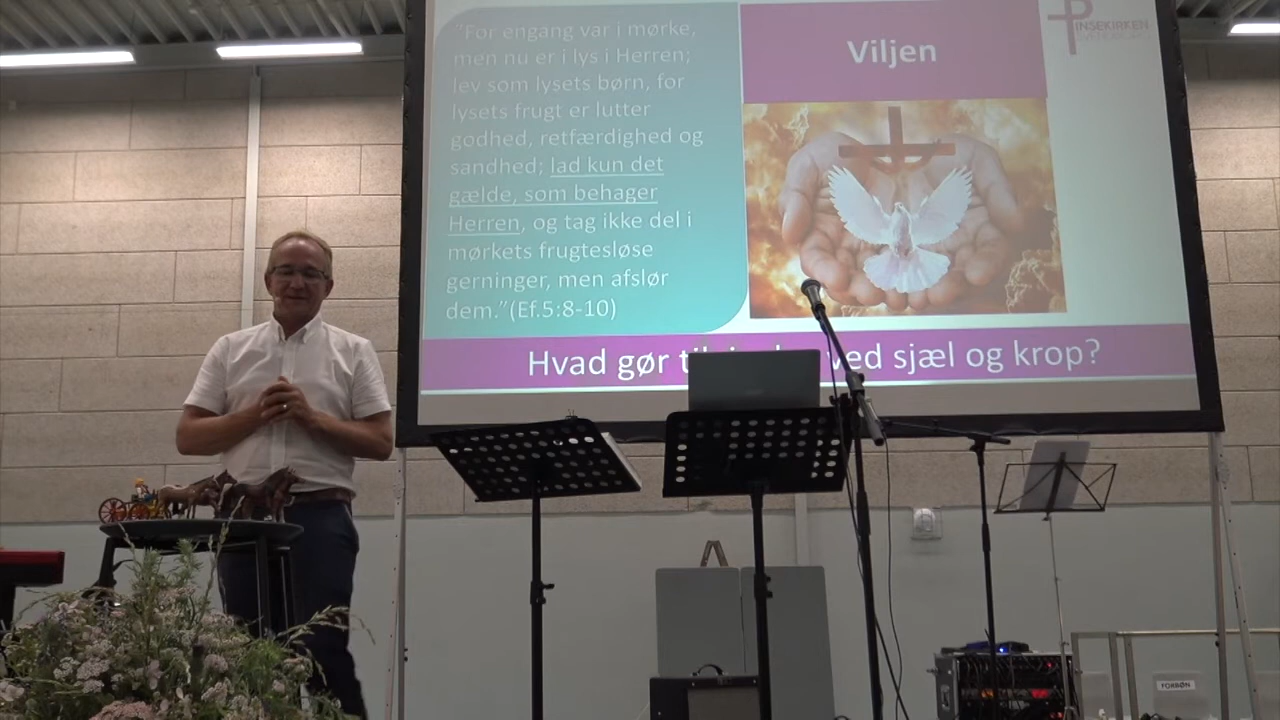 "For engang var i mørke,
men nu er i lys i Herren;
lev som lysets børn, for
lysets frugt er lutter
godhed, retfærdighed og
sandhed; lad kun det
gælde, som behager
Herren, og tag ikke del i
mørkets frugtesløse
gerninger, men afslør
dem."(Ef.5:8-10)
Viljen
PINSEKIRKEN
Hvad gør ved sjæl og krop?
FORBØN